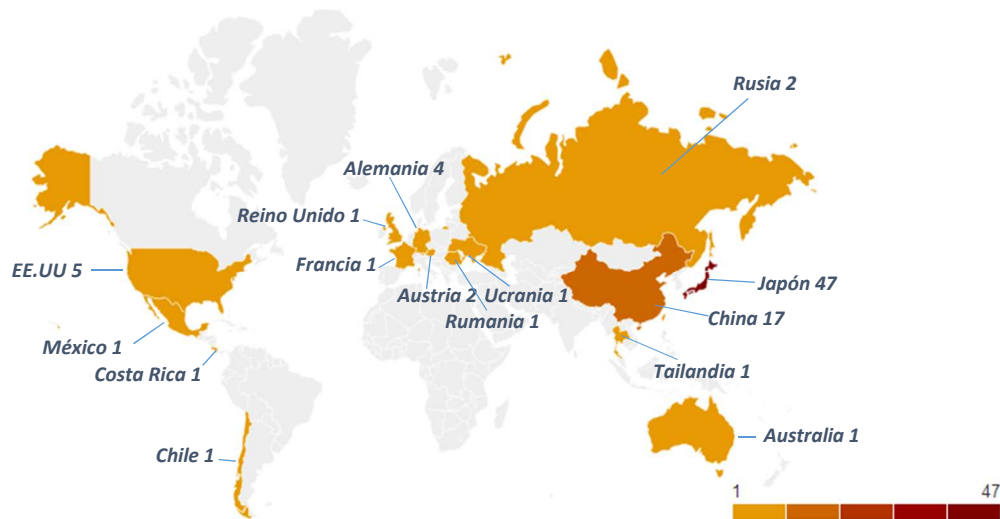 Rusia 2
Alemania 4
Reino Unido 1
EE.UU 5
Francia 1
Austria 2
Ucrania 1
Rumania 1
Japón 47
China 17
México 1
Costa Rica 1
Tailandia 1
Chile 1
Australia 1
1
47